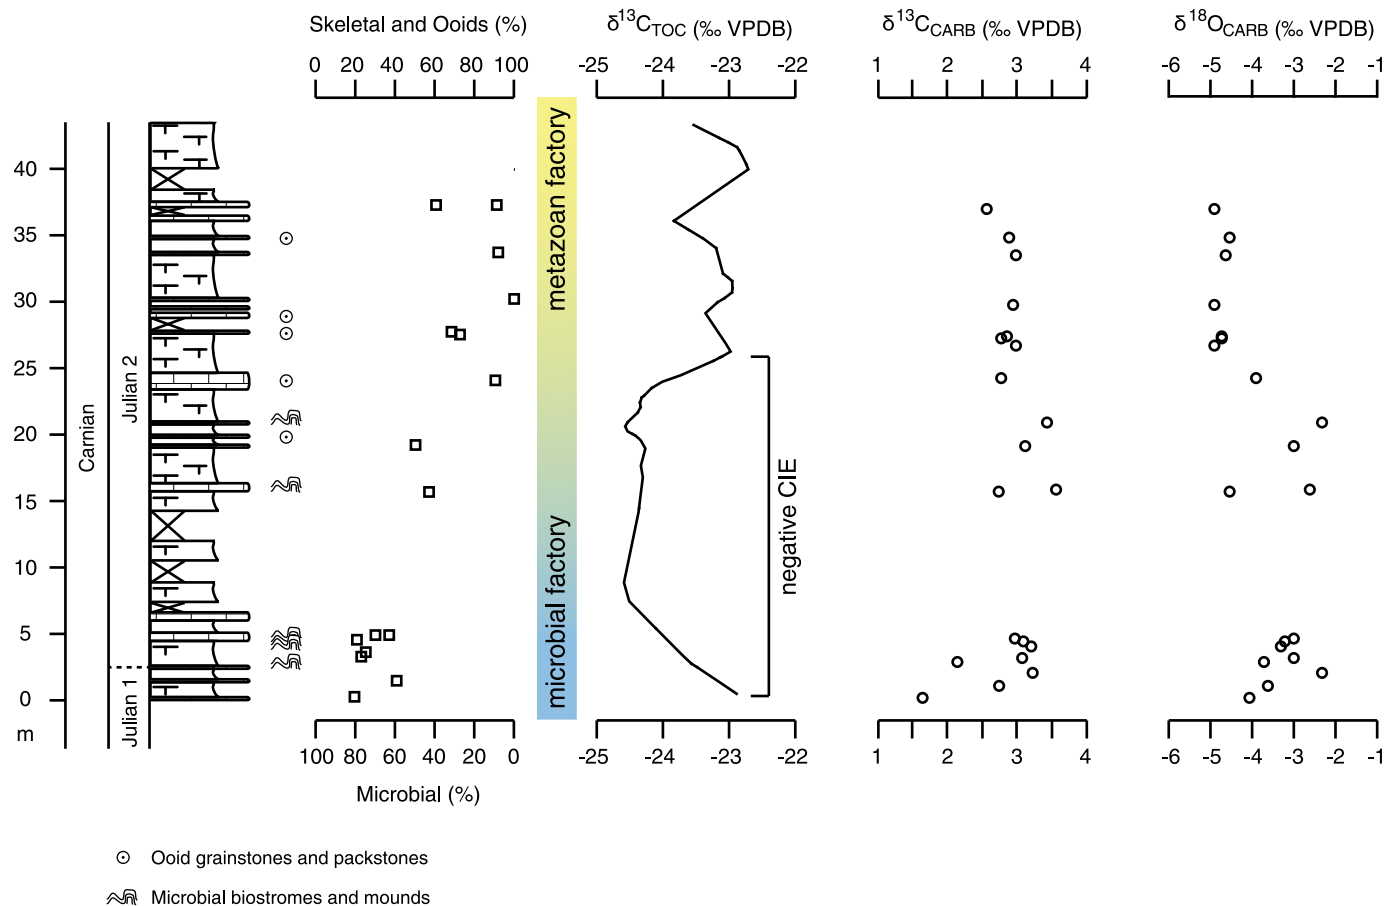 Skeletal and Ooids (%)
δ13CTOC (‰ VPDB)
δ13CCARB (‰ VPDB)
δ18OCARB (‰ VPDB)
0 20 40 60 80 100
-25 -24 -23 -22
1 2 3 4
-6 -5 -4 -3 -2 -1
40
35
30
25
20
15
10
5
0
m
Carnian
Julian 2
Julian 1
metazoan factory
microbial factory
negative CIE
100 80 60 40 20 0
-25 -24 -23 -22
1 2 3 4
-6 -5 -4 -3 -2 -1
Microbial (%)
Ooid grainstones and packstones
Microbial biostromes and mounds